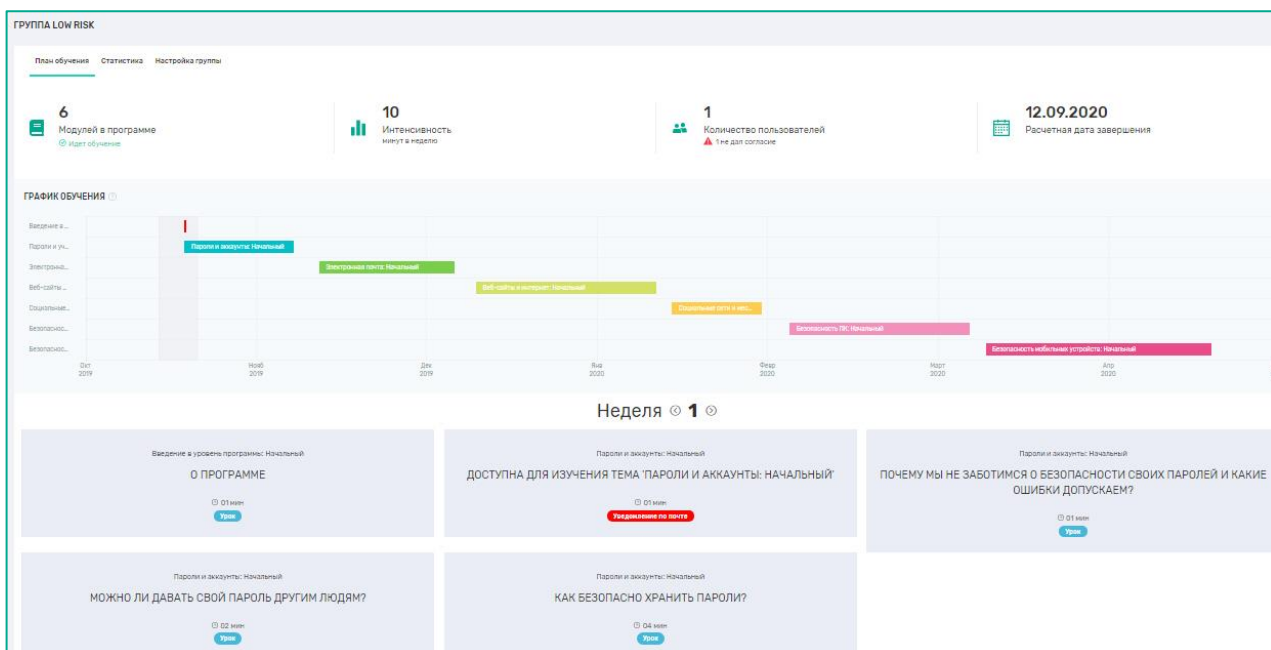 ГРУППА LOW RISK
План обучения Статистика Настройка группы
6
Модулей в программе
Идет обучение
10
Интенсивность
минут в неделю
1
Количество пользователей
1 не дал согласие
12.09.2020
Расчетная дата завершения
ГРАФИК ОБУЧЕНИЯ
Введение в...
Пароли и уч...
Пароли и аккаунты: Начальный
Электронна...
Электронная почта: Начальный
Веб-сайты ...
Веб-сайты и интернет: Начальный
Социальные...
Социальные сети и мес...
Безопаснос...
Безопасность ПК: Начальный
Безопаснос...
Безопасность мобильных устройств: Начальный
Окт Нояб Дек Янв Февр Март Апр
2019 2019 2019 2020 2020 2020 2020
Неделя 1
Введение в уровень программы: Начальный
О ПРОГРАММЕ
01 мин
Урок
Пароли и аккаунты: Начальный
ДОСТУПНА ДЛЯ ИЗУЧЕНИЯ ТЕМА 'ПАРОЛИ И АККАУНТЫ: НАЧАЛЬНЫЙ'
01 мин
Уведомление по почте
Пароли и аккаунты: Начальный
ПОЧЕМУ МЫ НЕ ЗАБОТИМСЯ О БЕЗОПАСНОСТИ СВОИХ ПАРОЛЕЙ И КАКИЕ
ОШИБКИ ДОПУСКАЕМ?
01 мин
Урок
Пароли и аккаунты: Начальный
МОЖНО ЛИ ДАВАТЬ СВОЙ ПАРОЛЬ ДРУГИМ ЛЮДЯМ?
02 мин
Урок
Пароли и аккаунты: Начальный
КАК БЕЗОПАСНО ХРАНИТЬ ПАРОЛИ?
04 мин
Урок